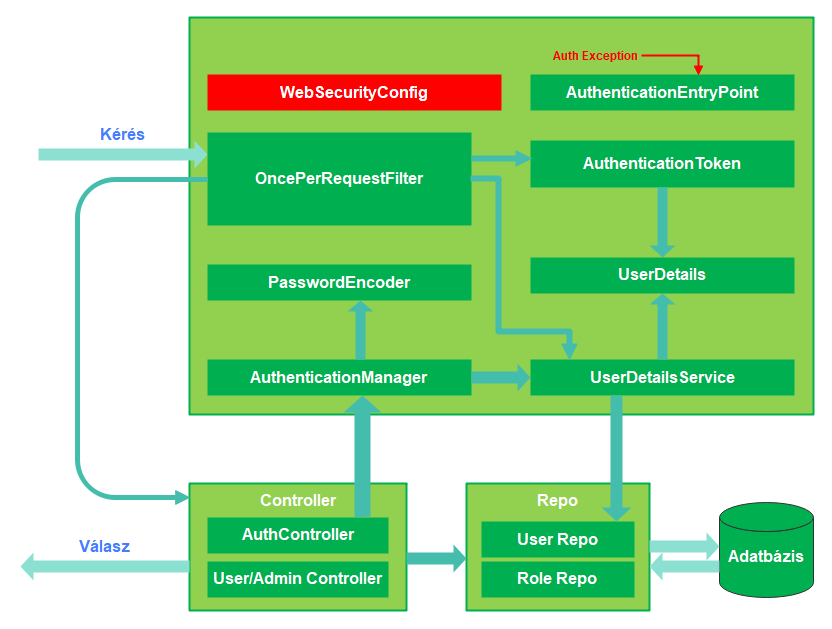 Auth Exception
WebSecurityConfig
AuthenticationEntryPoint
Kérés
OncePerRequestFilter
AuthenticationToken
UserDetails
PasswordEncoder
AuthenticationManager
UserDetailsService
Controller
Repo
AuthController
User Repo
Válasz
Adatbázis
User/Admin Controller
Role Repo